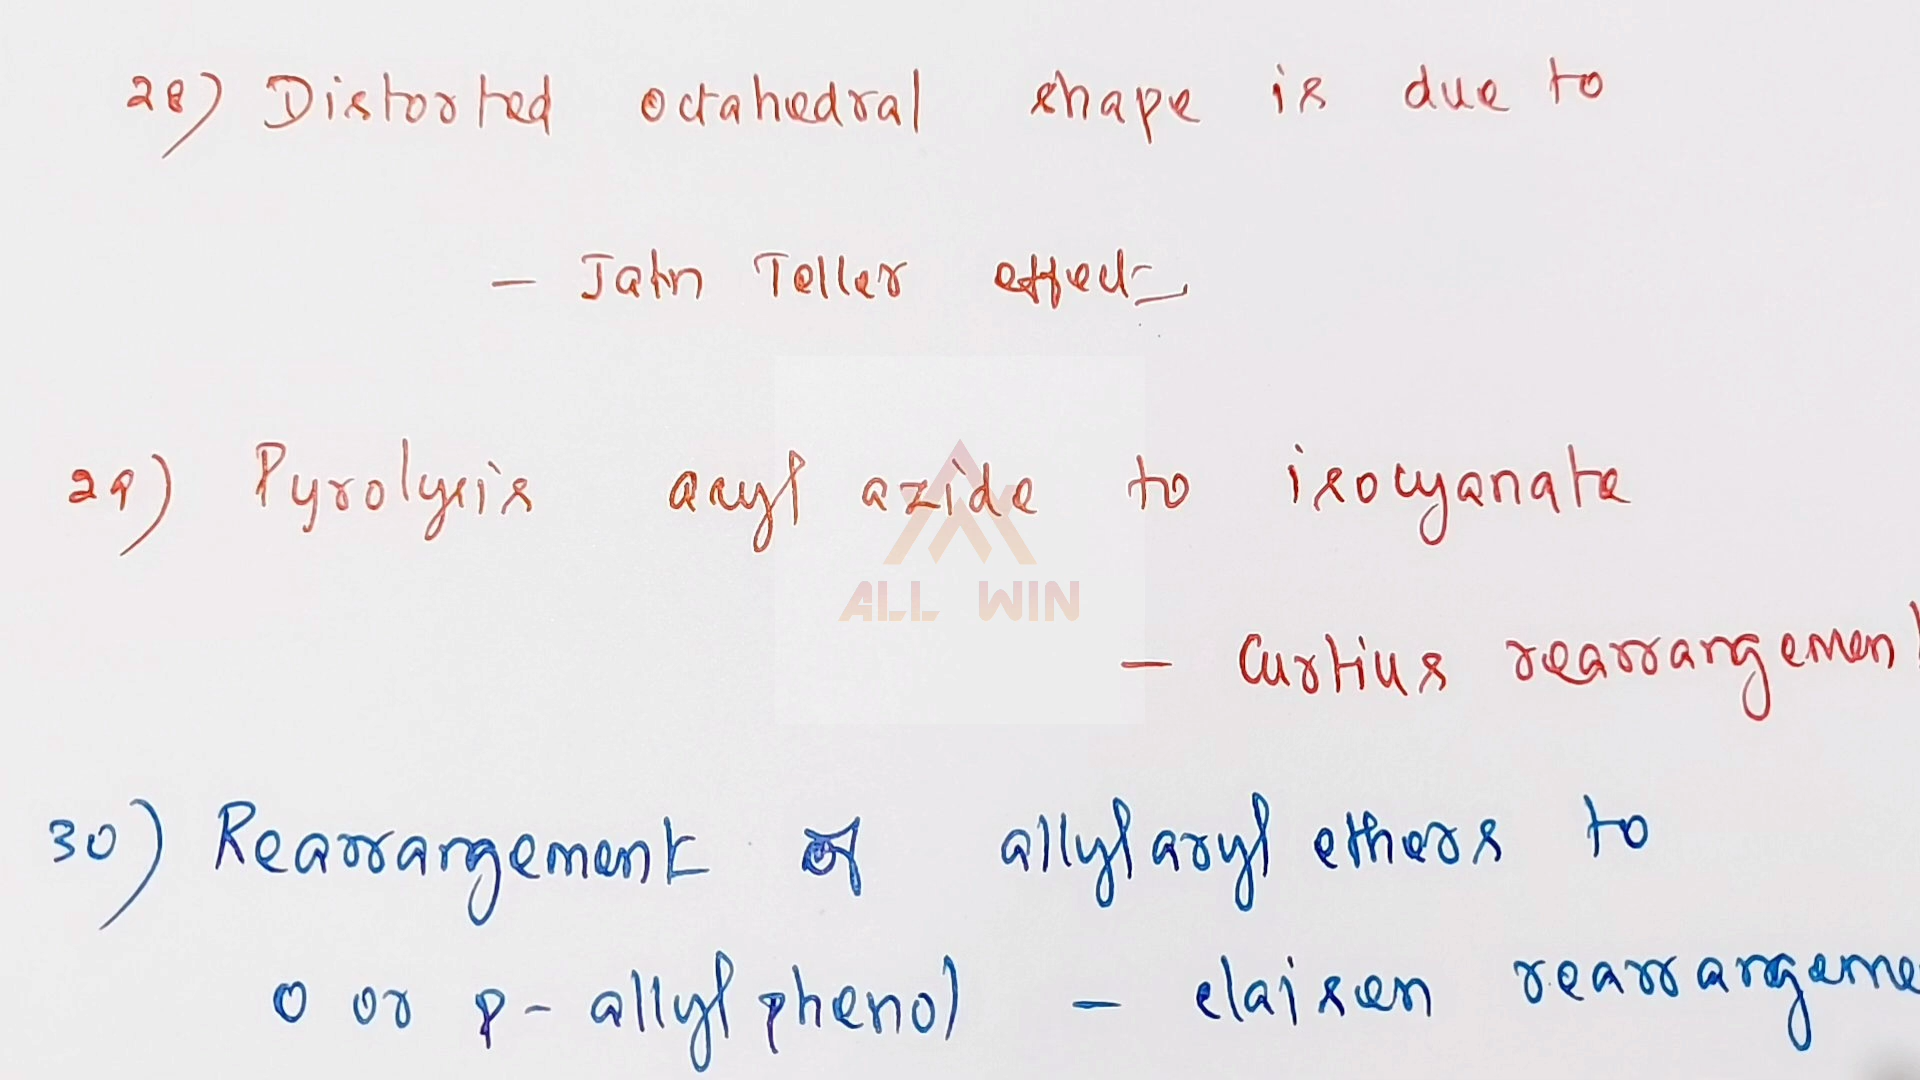 28) Distorted octahedral shape is due to
- Jahn Teller effect
29) Pyrolysis acyl azide to isocyanate
ALL WIN
- Curtius rearrangement
30) Rearrangement of allyl aryl ethers to
o or p- allyl phenol - claisen rearrangeme